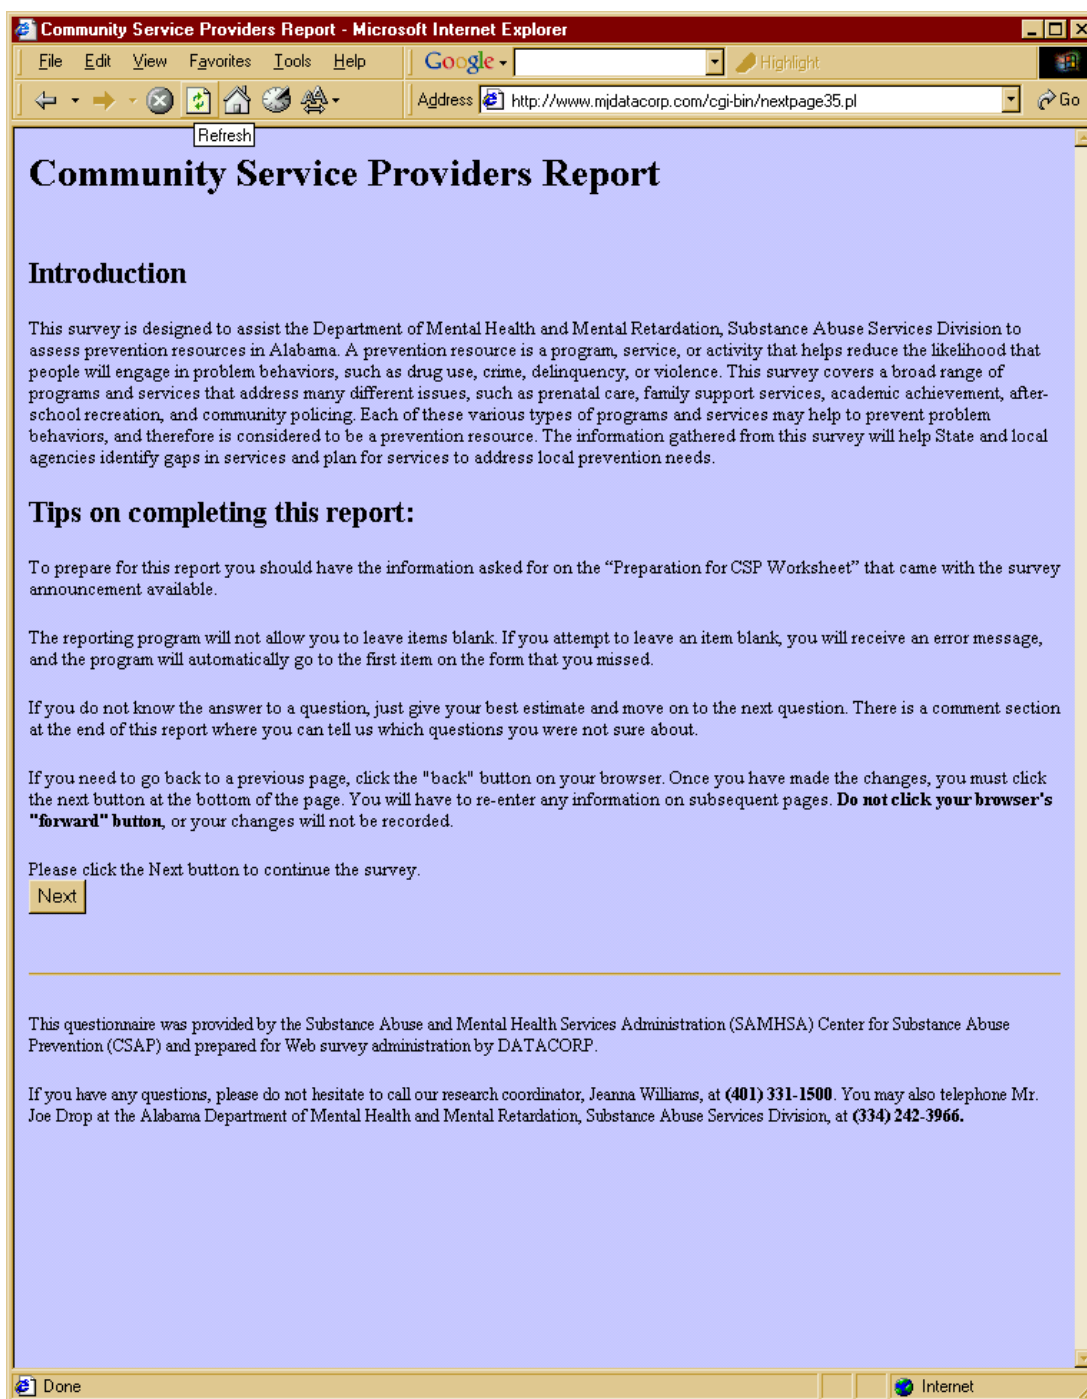 Community Service Providers Report - Microsoft Internet Explorer
File Edit View Favorites Tools Help Google Highlight
Address http://www.mjdatacorp.com/cgi-bin/nextpage35.pl Go
Refresh
Community Service Providers Report
Introduction
This survey is designed to assist the Department of Mental Health and Mental Retardation, Substance Abuse Services Division to
assess prevention resources in Alabama. A prevention resource is a program, service, or activity that helps reduce the likelihood that
people will engage in problem behaviors, such as drug use, crime, delinquency, or violence. This survey covers a broad range of
programs and services that address many different issues, such as prenatal care, family support services, academic achievement, after-
school recreation, and community policing. Each of these various types of programs and services may help to prevent problem
behaviors, and therefore is considered to be a prevention resource. The information gathered from this survey will help State and local
agencies identify gaps in services and plan for services to address local prevention needs.
Tips on completing this report:
To prepare for this report you should have the information asked for on the “Preparation for CSP Worksheet” that came with the survey
announcement available.
The reporting program will not allow you to leave items blank. If you attempt to leave an item blank, you will receive an error message,
and the program will automatically go to the first item on the form that you missed.
If you do not know the answer to a question, just give your best estimate and move on to the next question. There is a comment section
at the end of this report where you can tell us which questions you were not sure about.
If you need to go back to a previous page, click the "back" button on your browser. Once you have made the changes, you must click
the next button at the bottom of the page. You will have to re-enter any information on subsequent pages. Do not click your browser's
"forward" button, or your changes will not be recorded.
Please click the Next button to continue the survey.
Next
This questionnaire was provided by the Substance Abuse and Mental Health Services Administration (SAMHSA) Center for Substance Abuse
Prevention (CSAP) and prepared for Web survey administration by DATACORP.
If you have any questions, please do not hesitate to call our research coordinator, Jeanna Williams, at (401) 331-1500. You may also telephone Mr.
Joe Drop at the Alabama Department of Mental Health and Mental Retardation, Substance Abuse Services Division, at (334) 242-3966.
Done Internet